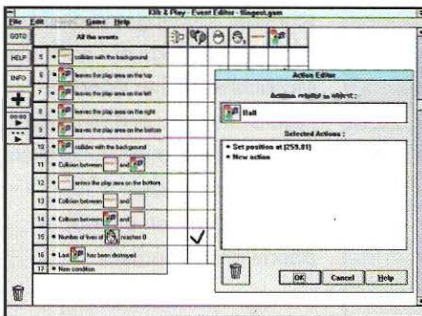 Klik & Play - Event Editor -
File Edit Game Help
GOTO
HELP
INFO
All the events
5 • collides with the background
6 • leaves the play area on the top
7 • leaves the play area on the left
8 • leaves the play area on the right
9 • leaves the play area on the bottom
10 • collides with the background
11 • Collision between and
12 • enters the play area on the bottom
13 • Collision between and
14 • Collision between and
15 • Number of lives of reaches 0
16 • Last has been destroyed
17 • New condition
Action Editor
Actions related to object :
Ball
Selected Actions :
• Set position at (259,81)
• New action
OK Cancel Help